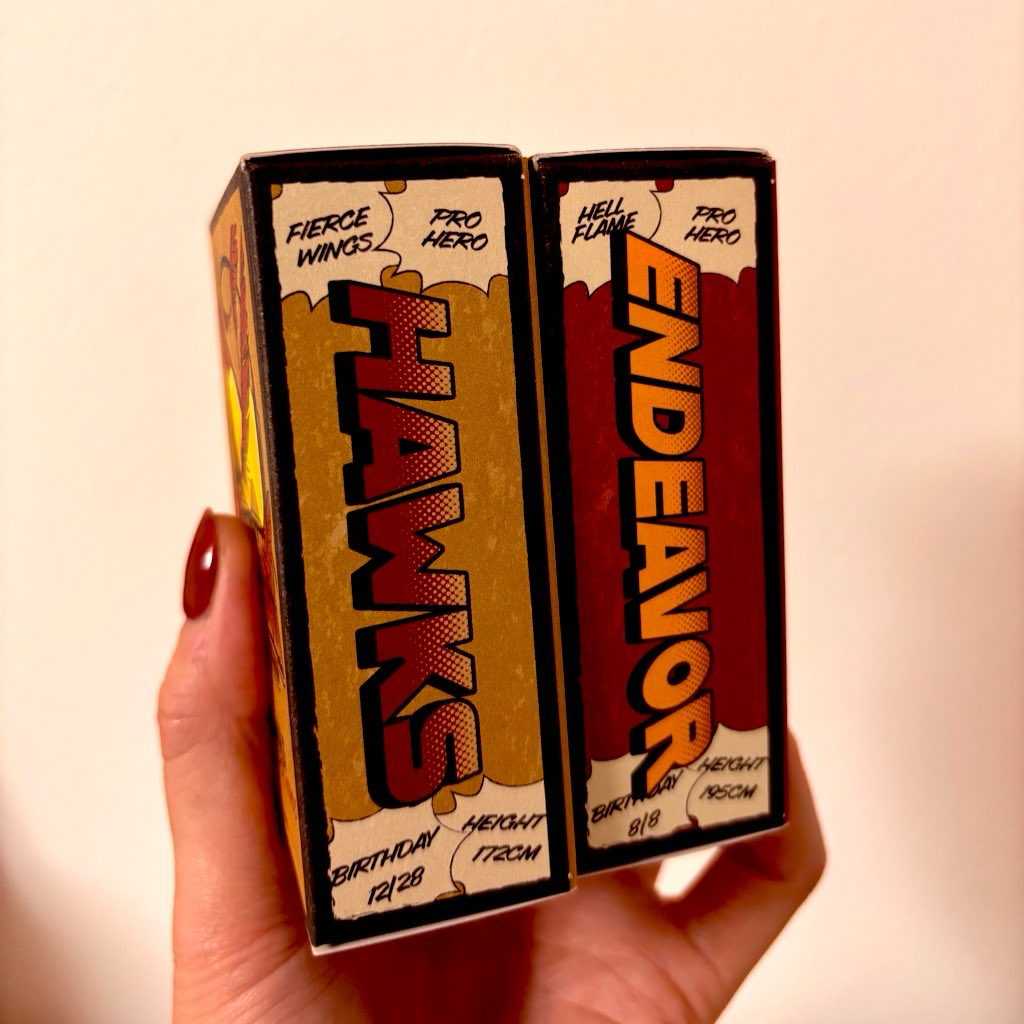 FIERCE
WINGS
PRO
HERO
HAWKS
BIRTHDAY
12/28
HEIGHT
172CM
HELL
FLAME
PRO
HERO
ENDEAVOR
BIRTHDAY
8/8
HEIGHT
195CM